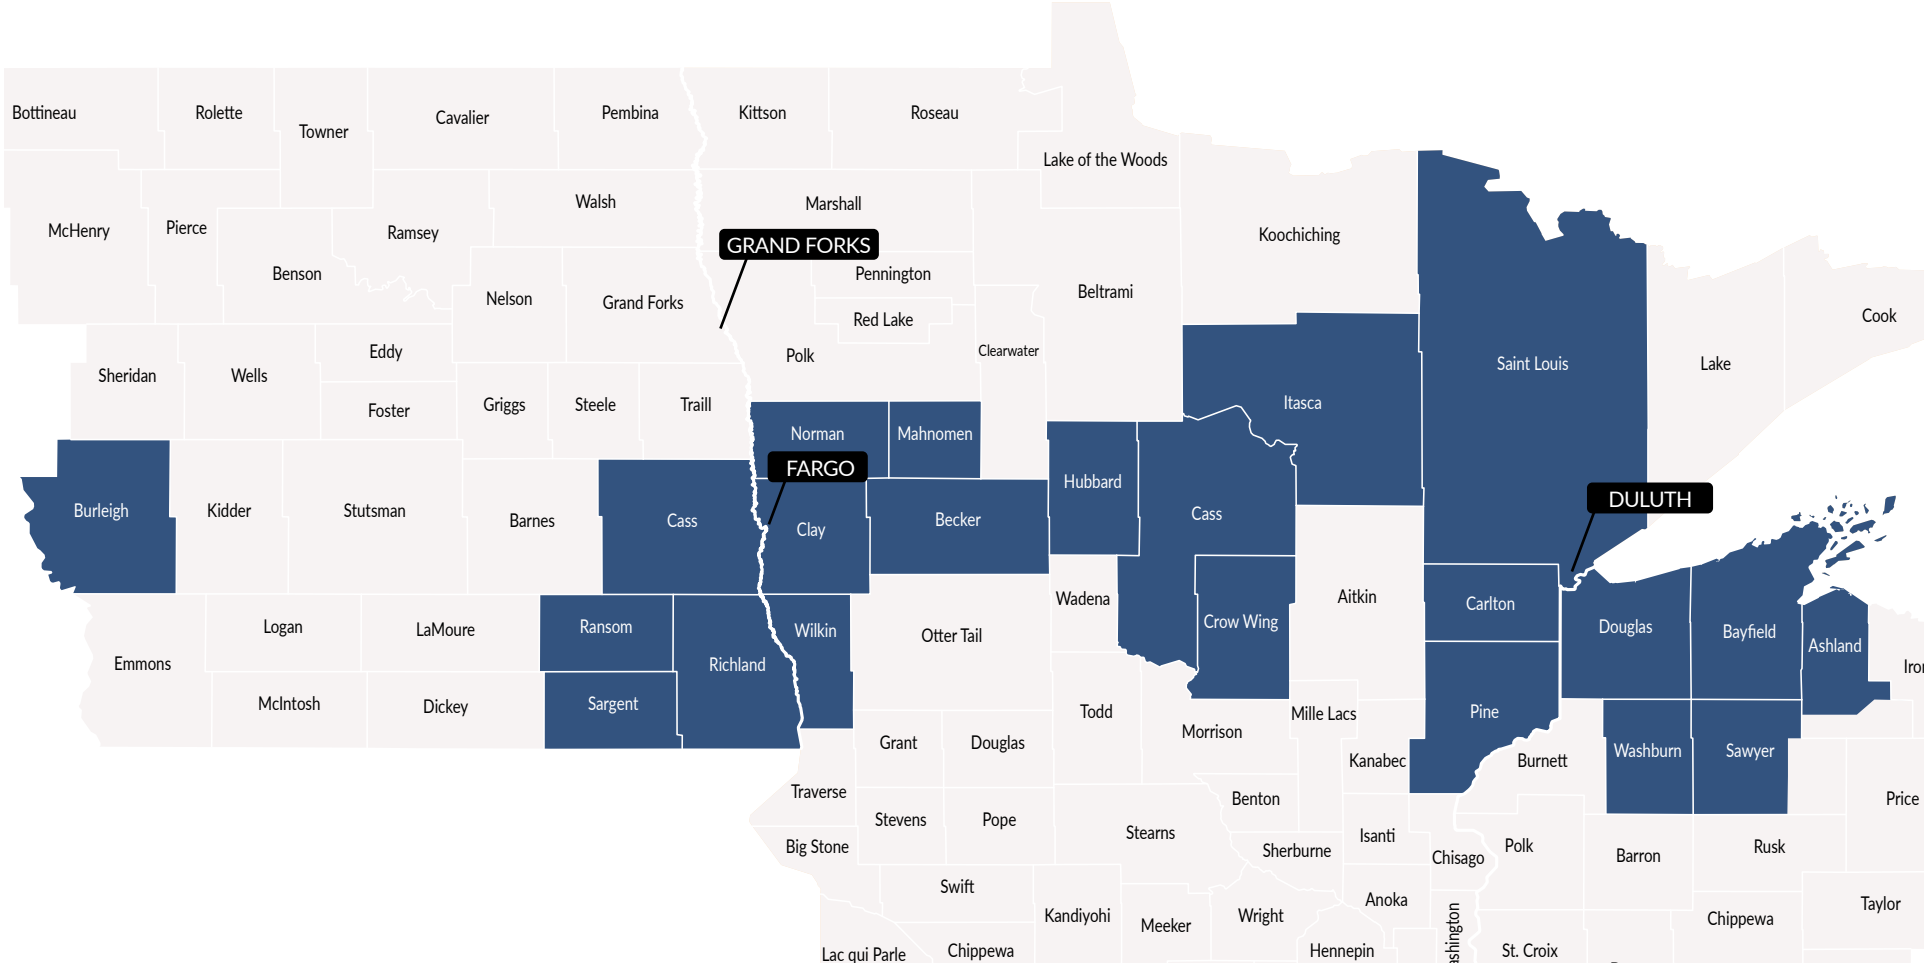 Bottineau
Rolette
Towner
Cavalier
Pembina
Kittson
Roseau
Lake of the Woods
McHenry
Pierce
Benson
Ramsey
Walsh
Marshall
GRAND FORKS
Koochiching
Nelson
Grand Forks
Pennington
Red Lake
Beltrami
Cook
Sheridan
Wells
Eddy
Foster
Griggs
Steele
Traill
Polk
Clearwater
Itasca
Saint Louis
Lake
Norman
Mahnomen
FARGO
Burleigh
Kidder
Stutsman
Barnes
Cass
Clay
Becker
Hubbard
Cass
DULUTH
Emmons
Logan
LaMoure
Ransom
Richland
Wilkin
Otter Tail
Wadena
Crow Wing
Aitkin
Carlton
Douglas
Bayfield
Ashland
McIntosh
Dickey
Sargent
Grant
Douglas
Todd
Morrison
Mille Lacs
Kanabec
Pine
Burnett
Washburn
Sawyer
Traverse
Stevens
Pope
Stearns
Benton
Price
Big Stone
Sherburne
Isanti
Chisago
Polk
Barron
Rusk
Swift
Kandiyohi
Meeker
Wright
Anoka
Chippewa
Taylor
Lac qui Parle
Chippewa
Hennepin
St. Croix